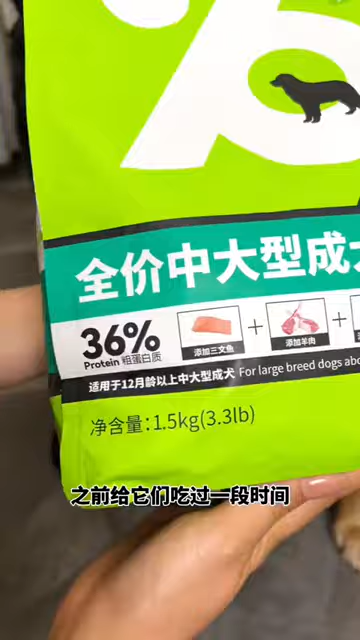 全价中大型成犬
36%
Protein 粗蛋白质
添加三文鱼
添加羊肉
适用于12月龄以上中大型成犬 For large breed dogs abo
净含量:1.5kg(3.3lb)
之前给它们吃过一段时间